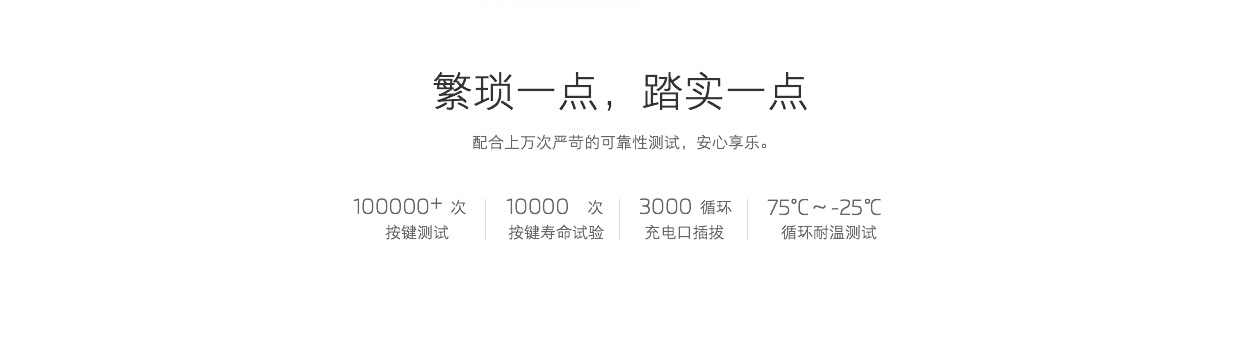 繁琐一点，踏实一点
配合上万次严苛的可靠性测试，安心享乐。
100000+ 次 10000 次 3000 循环 75℃~-25℃
按键测试 按键寿命试验 充电口插拔 循环耐温测试